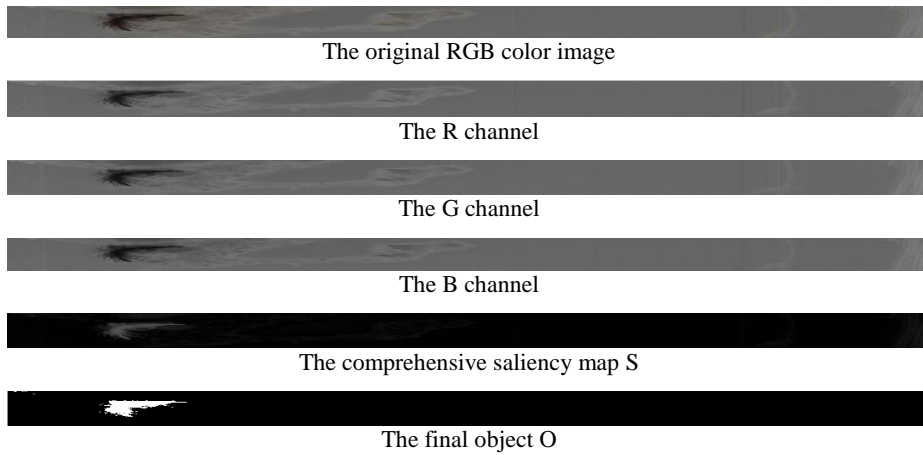 The original RGB color image
The R channel
The G channel
The B channel
The comprehensive saliency map S
The final object O